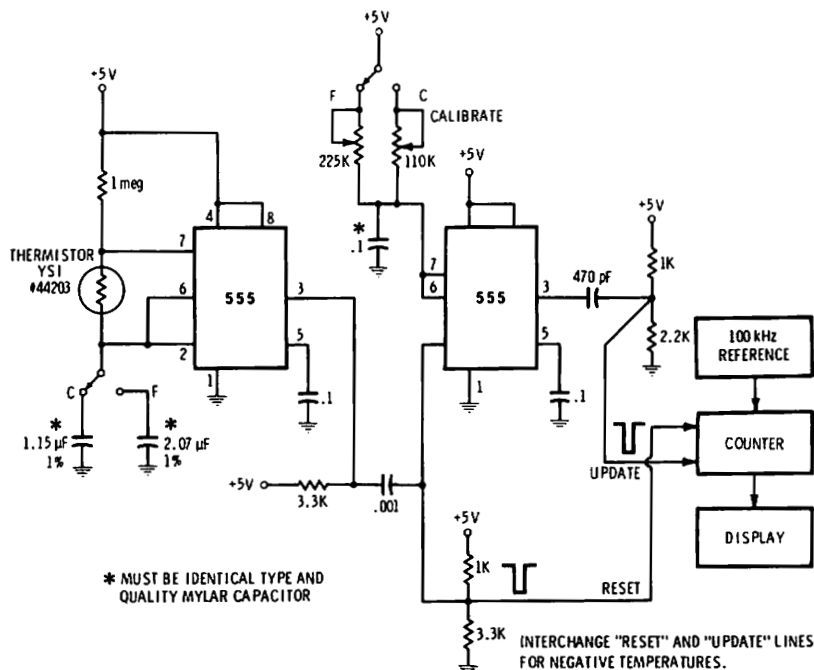 +5V
+5V
F
C
CALIBRATE
225K
110K
+5V
1 meg
4
8
7
THERMISTOR
YSI
#44203
6
555
3
2
5
1
.1
C
F
*
1.15 µF
1%
*
2.07 µF
1%
*
.1
+5V
7
6
555
3
470 pF
5
1
.1
+5V
1K
2.2K
100 kHz
REFERENCE
COUNTER
UPDATE
DISPLAY
+5V
3.3K
.001
+5V
1K
RESET
3.3K
* MUST BE IDENTICAL TYPE AND
QUALITY MYLAR CAPACITOR
INTERCHANGE "RESET" AND "UPDATE" LINES
FOR NEGATIVE TEMPERATURES.